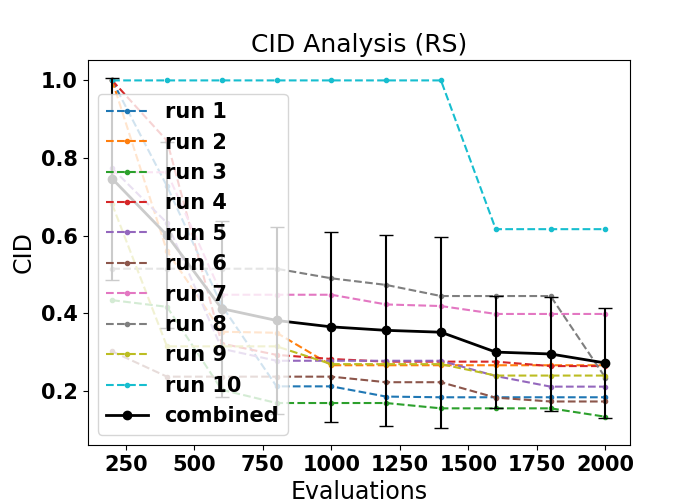 CID Analysis (RS)
CID
1.0
0.8
0.6
0.4
0.2
run 1
run 2
run 3
run 4
run 5
run 6
run 7
run 8
run 9
run 10
combined
250 500 750 1000 1250 1500 1750 2000
Evaluations